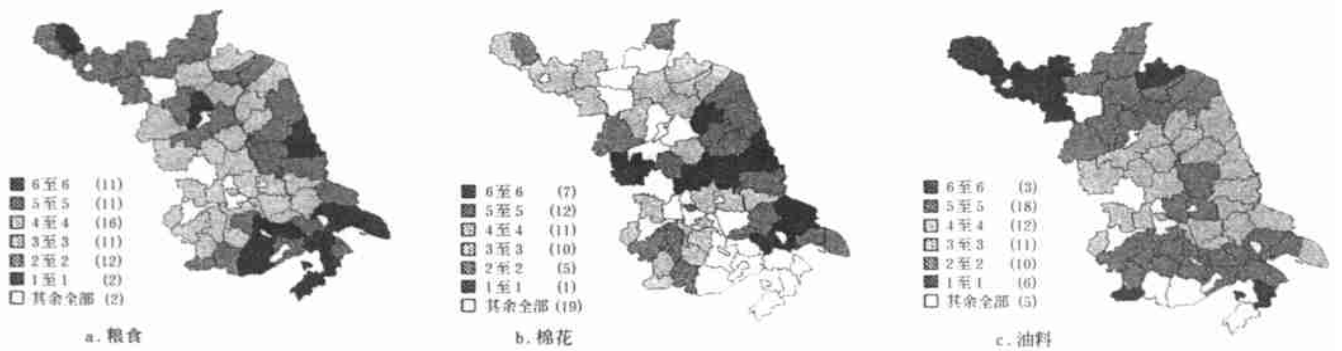 6至6 (11)
5至5 (11)
4至4 (16)
3至3 (11)
2至2 (12)
1至1 (2)
其余全部 (2)
a.粮食
6至6 (7)
5至5 (12)
4至4 (11)
3至3 (10)
2至2 (5)
1至1 (1)
其余全部 (19)
b.棉花
6至6 (3)
5至5 (18)
4至4 (12)
3至3 (11)
2至2 (10)
1至1 (6)
其余全部 (5)
c.油料